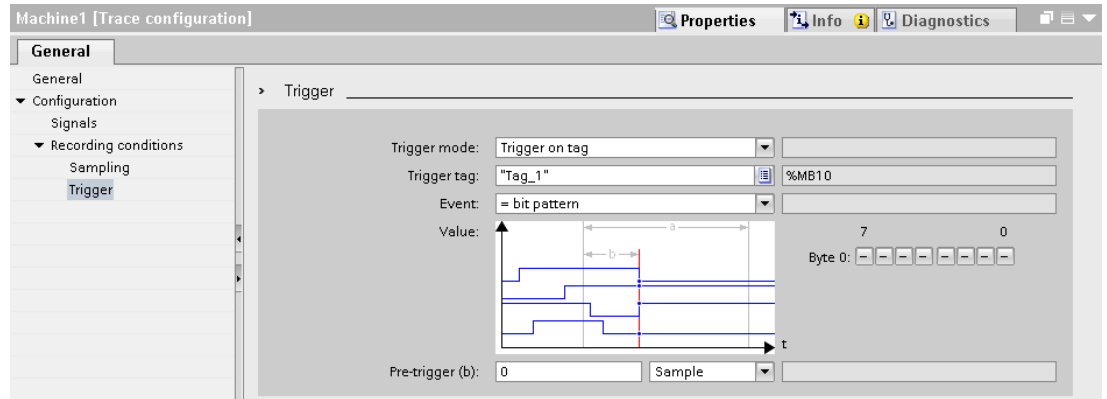 Machine1 [Trace configuration]
Properties
Info
Diagnostics
General
General
Configuration
Signals
Recording conditions
Sampling
Trigger
Trigger
Trigger mode: Trigger on tag
Trigger tag: "Tag_1" %MB10
Event: = bit pattern
Value:
a
b
t
7 0
Byte 0: - - - - - - - -
Pre-trigger (b): 0 Sample